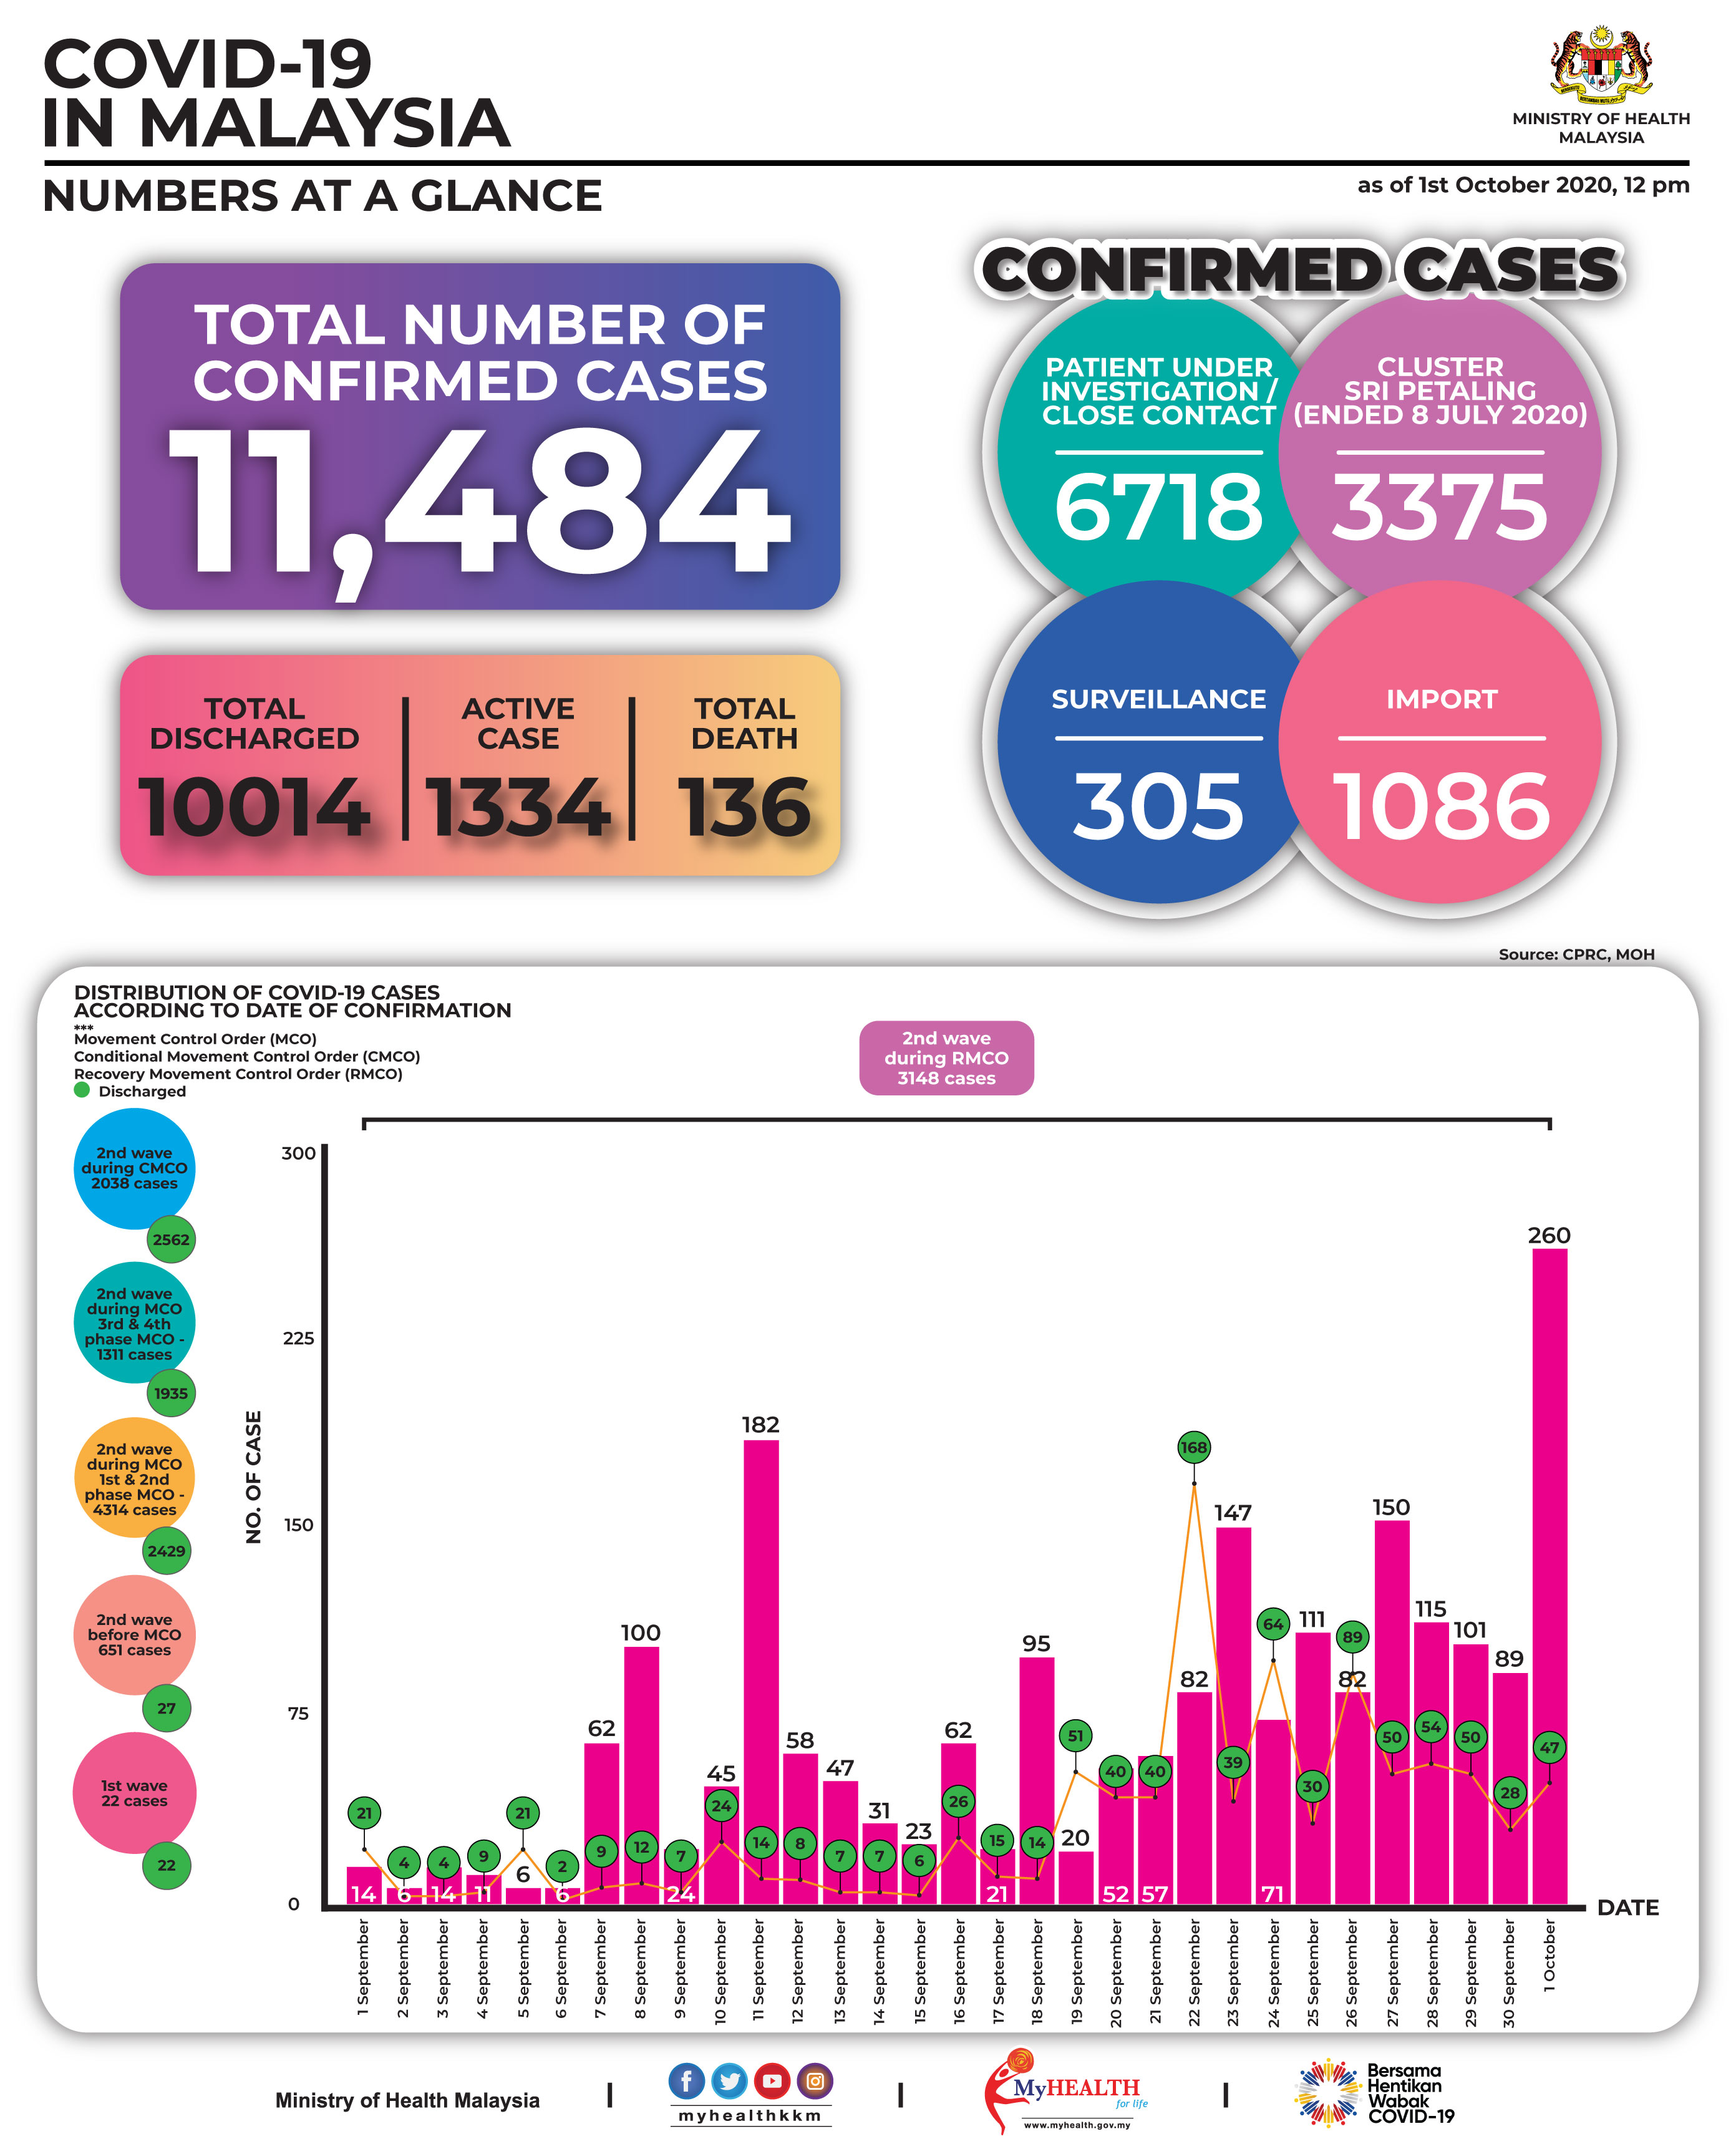 COVID-19
IN MALAYSIA
MINISTRY OF HEALTH
MALAYSIA
NUMBERS AT A GLANCE
as of 1st October 2020, 12 pm
TOTAL NUMBER OF
CONFIRMED CASES
11,484
TOTAL
DISCHARGED
10014
ACTIVE
CASE
1334
TOTAL
DEATH
136
CONFIRMED CASES
PATIENT UNDER
INVESTIGATION /
CLOSE CONTACT
6718
CLUSTER
SRI PETALING
(ENDED 8 JULY 2020)
3375
SURVEILLANCE
305
IMPORT
1086
Source: CPRC, MOH
DISTRIBUTION OF COVID-19 CASES
ACCORDING TO DATE OF CONFIRMATION
***
Movement Control Order (MCO)
Conditional Movement Control Order (CMCO)
Recovery Movement Control Order (RMCO)
Discharged
2nd wave
during RMCO
3148 cases
2nd wave
during CMCO
2038 cases
2562
2nd wave
during MCO
3rd & 4th
phase MCO -
1311 cases
1935
2nd wave
during MCO
1st & 2nd
phase MCO -
4314 cases
2429
2nd wave
before MCO
651 cases
27
1st wave
22 cases
22
NO. OF CASE
300
225
150
75
0
14
6
14
11
6
6
62
100
24
45
182
58
47
31
23
62
21
95
20
52
57
82
147
71
111
82
150
115
101
89
260
21
4
4
9
21
2
9
12
7
24
14
8
7
7
6
26
15
14
51
40
40
168
39
64
30
89
50
54
50
28
47
DATE
1 September
2 September
3 September
4 September
5 September
6 September
7 September
8 September
9 September
10 September
11 September
12 September
13 September
14 September
15 September
16 September
17 September
18 September
19 September
20 September
21 September
22 September
23 September
24 September
25 September
26 September
27 September
28 September
29 September
30 September
1 October
Ministry of Health Malaysia
myhealthkkm
MyHEALTH
for life
www.myhealth.gov.my
Bersama
Hentikan
Wabak
COVID-19